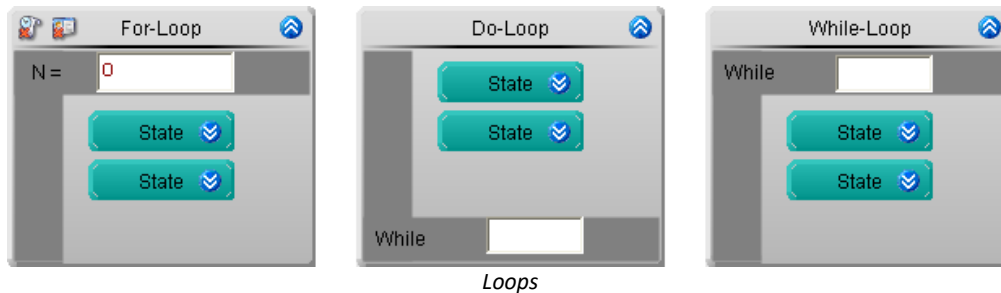 For-Loop
N = 0
State
State
Do-Loop
State
State
While
While-Loop
While
State
State
Loops